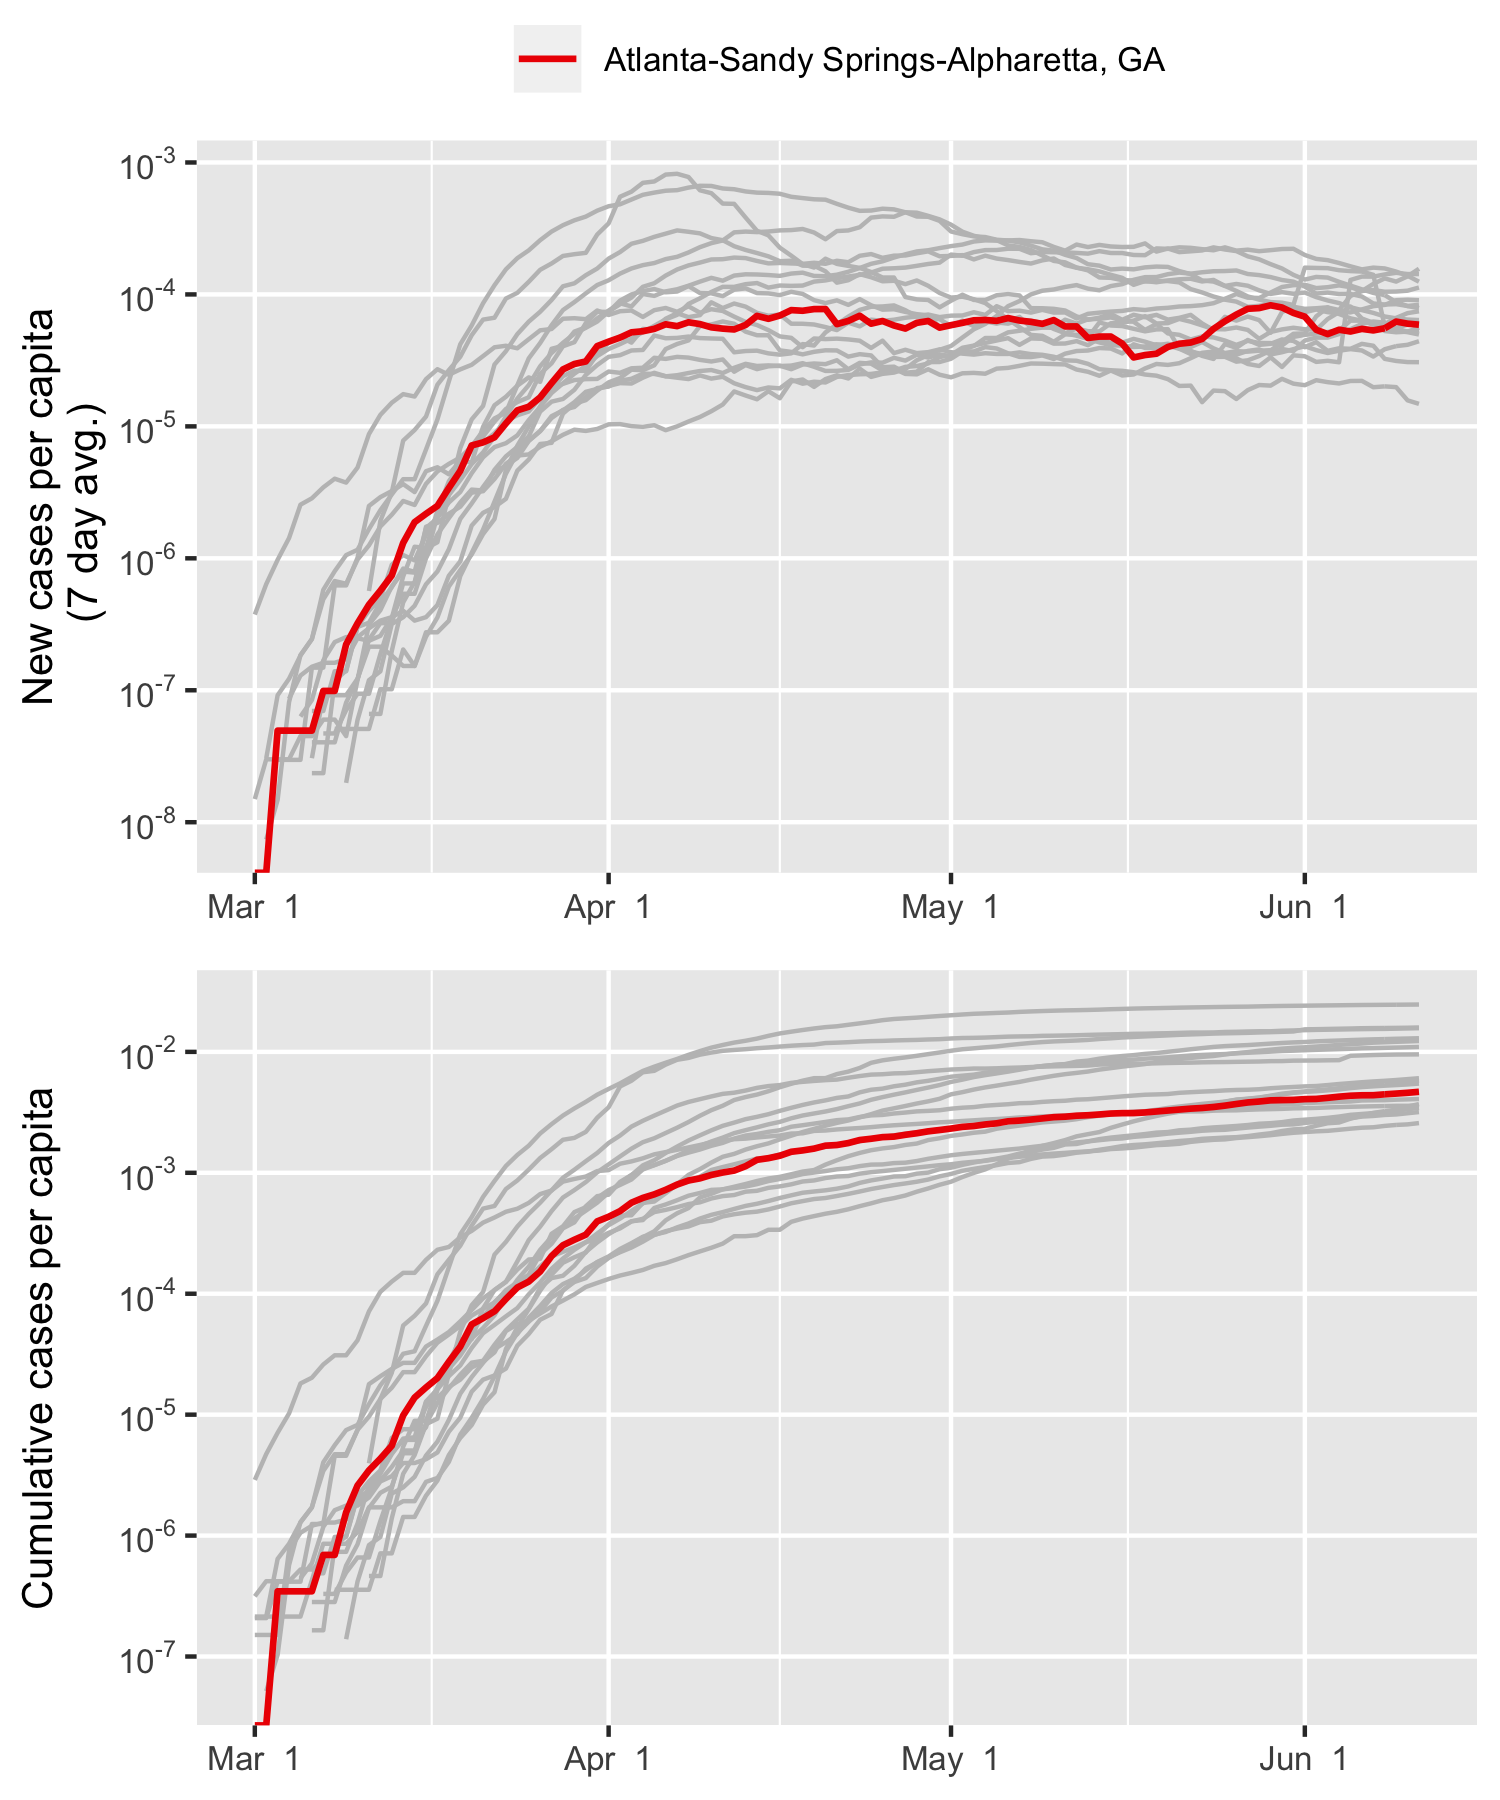 Atlanta-Sandy Springs-Alpharetta, GA
New cases per capita
(7 day avg.)
10-3
10-4
10-5
10-6
10-7
10-8
Mar 1
Apr 1
May 1
Jun 1
Cumulative cases per capita
10-2
10-3
10-4
10-5
10-6
10-7
Mar 1
Apr 1
May 1
Jun 1